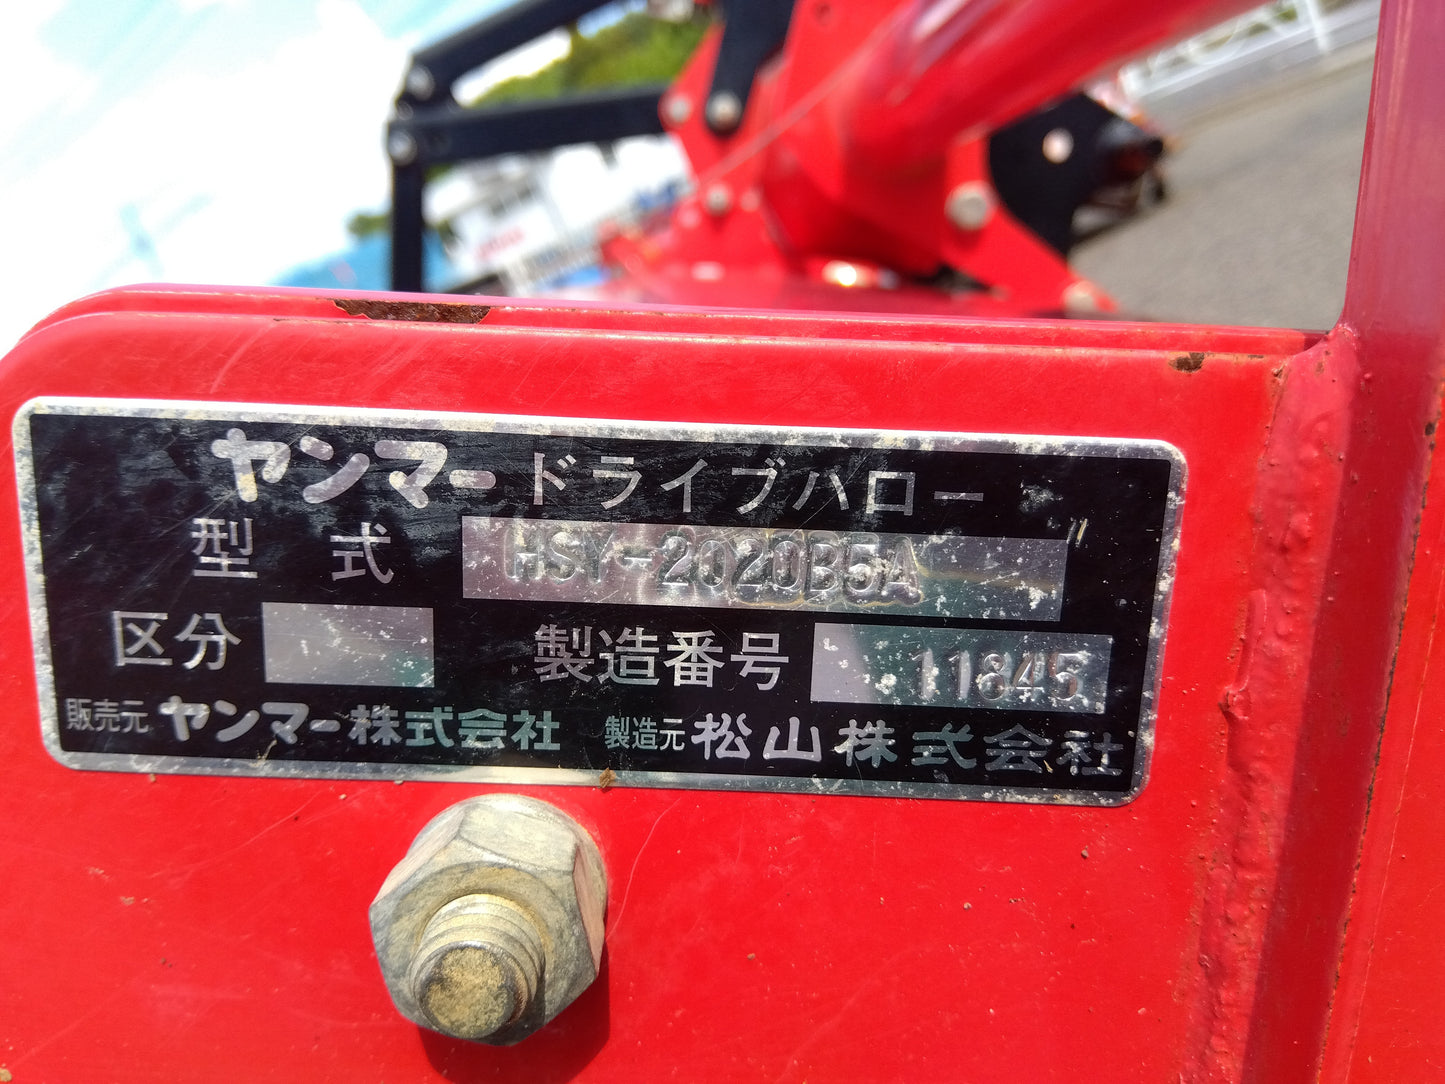 ヤンマードライブハロー
型式 HSY-2020B5A
区分 製造番号 11845
販売元 ヤンマー株式会社 製造元 松山株式会社